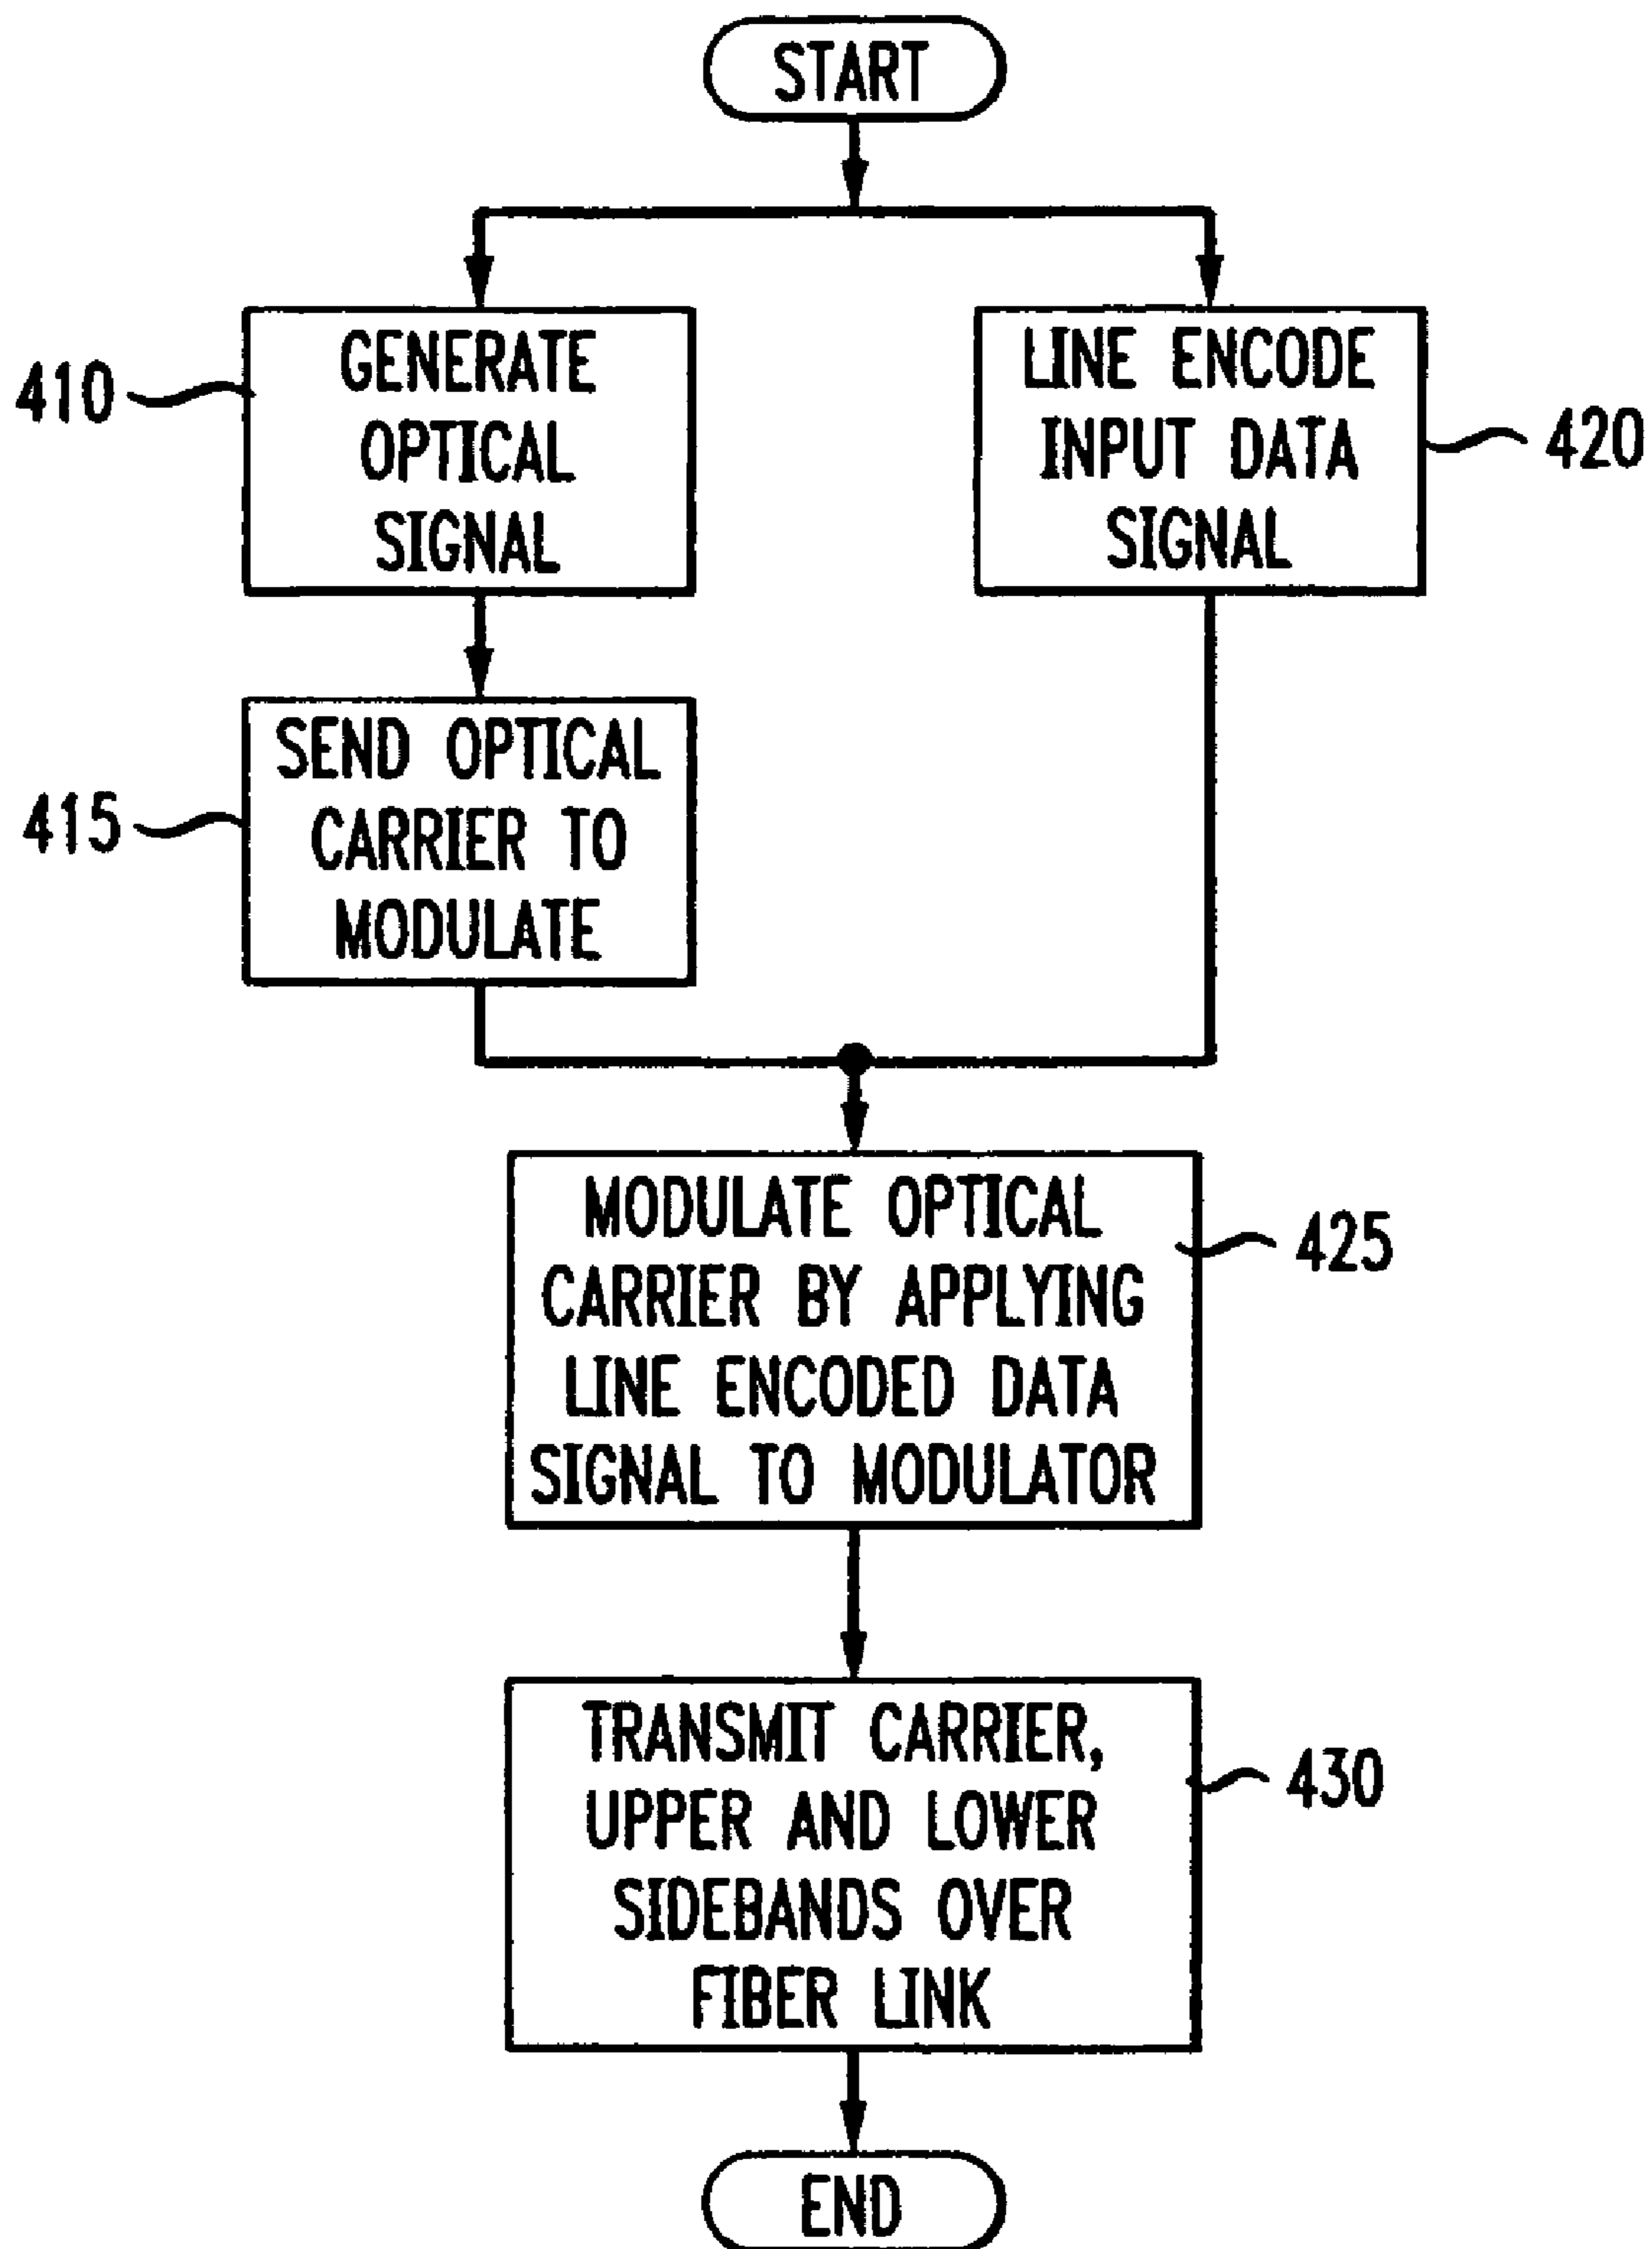 START
410
GENERATE
OPTICAL
SIGNAL
LINE ENCODE
INPUT DATA
SIGNAL
420
415
SEND OPTICAL
CARRIER TO
MODULATE
MODULATE OPTICAL
CARRIER BY APPLYING
LINE ENCODED DATA
SIGNAL TO MODULATOR
425
TRANSMIT CARRIER,
UPPER AND LOWER
SIDEBANDS OVER
FIBER LINK
430
END